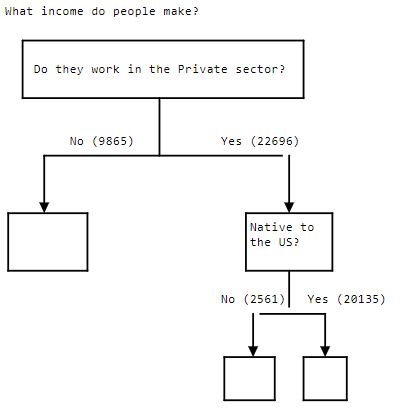 What income do people make?
Do they work in the Private sector?
No (9865)
Yes (22696)
Native to
the US?
No (2561)
Yes (20135)